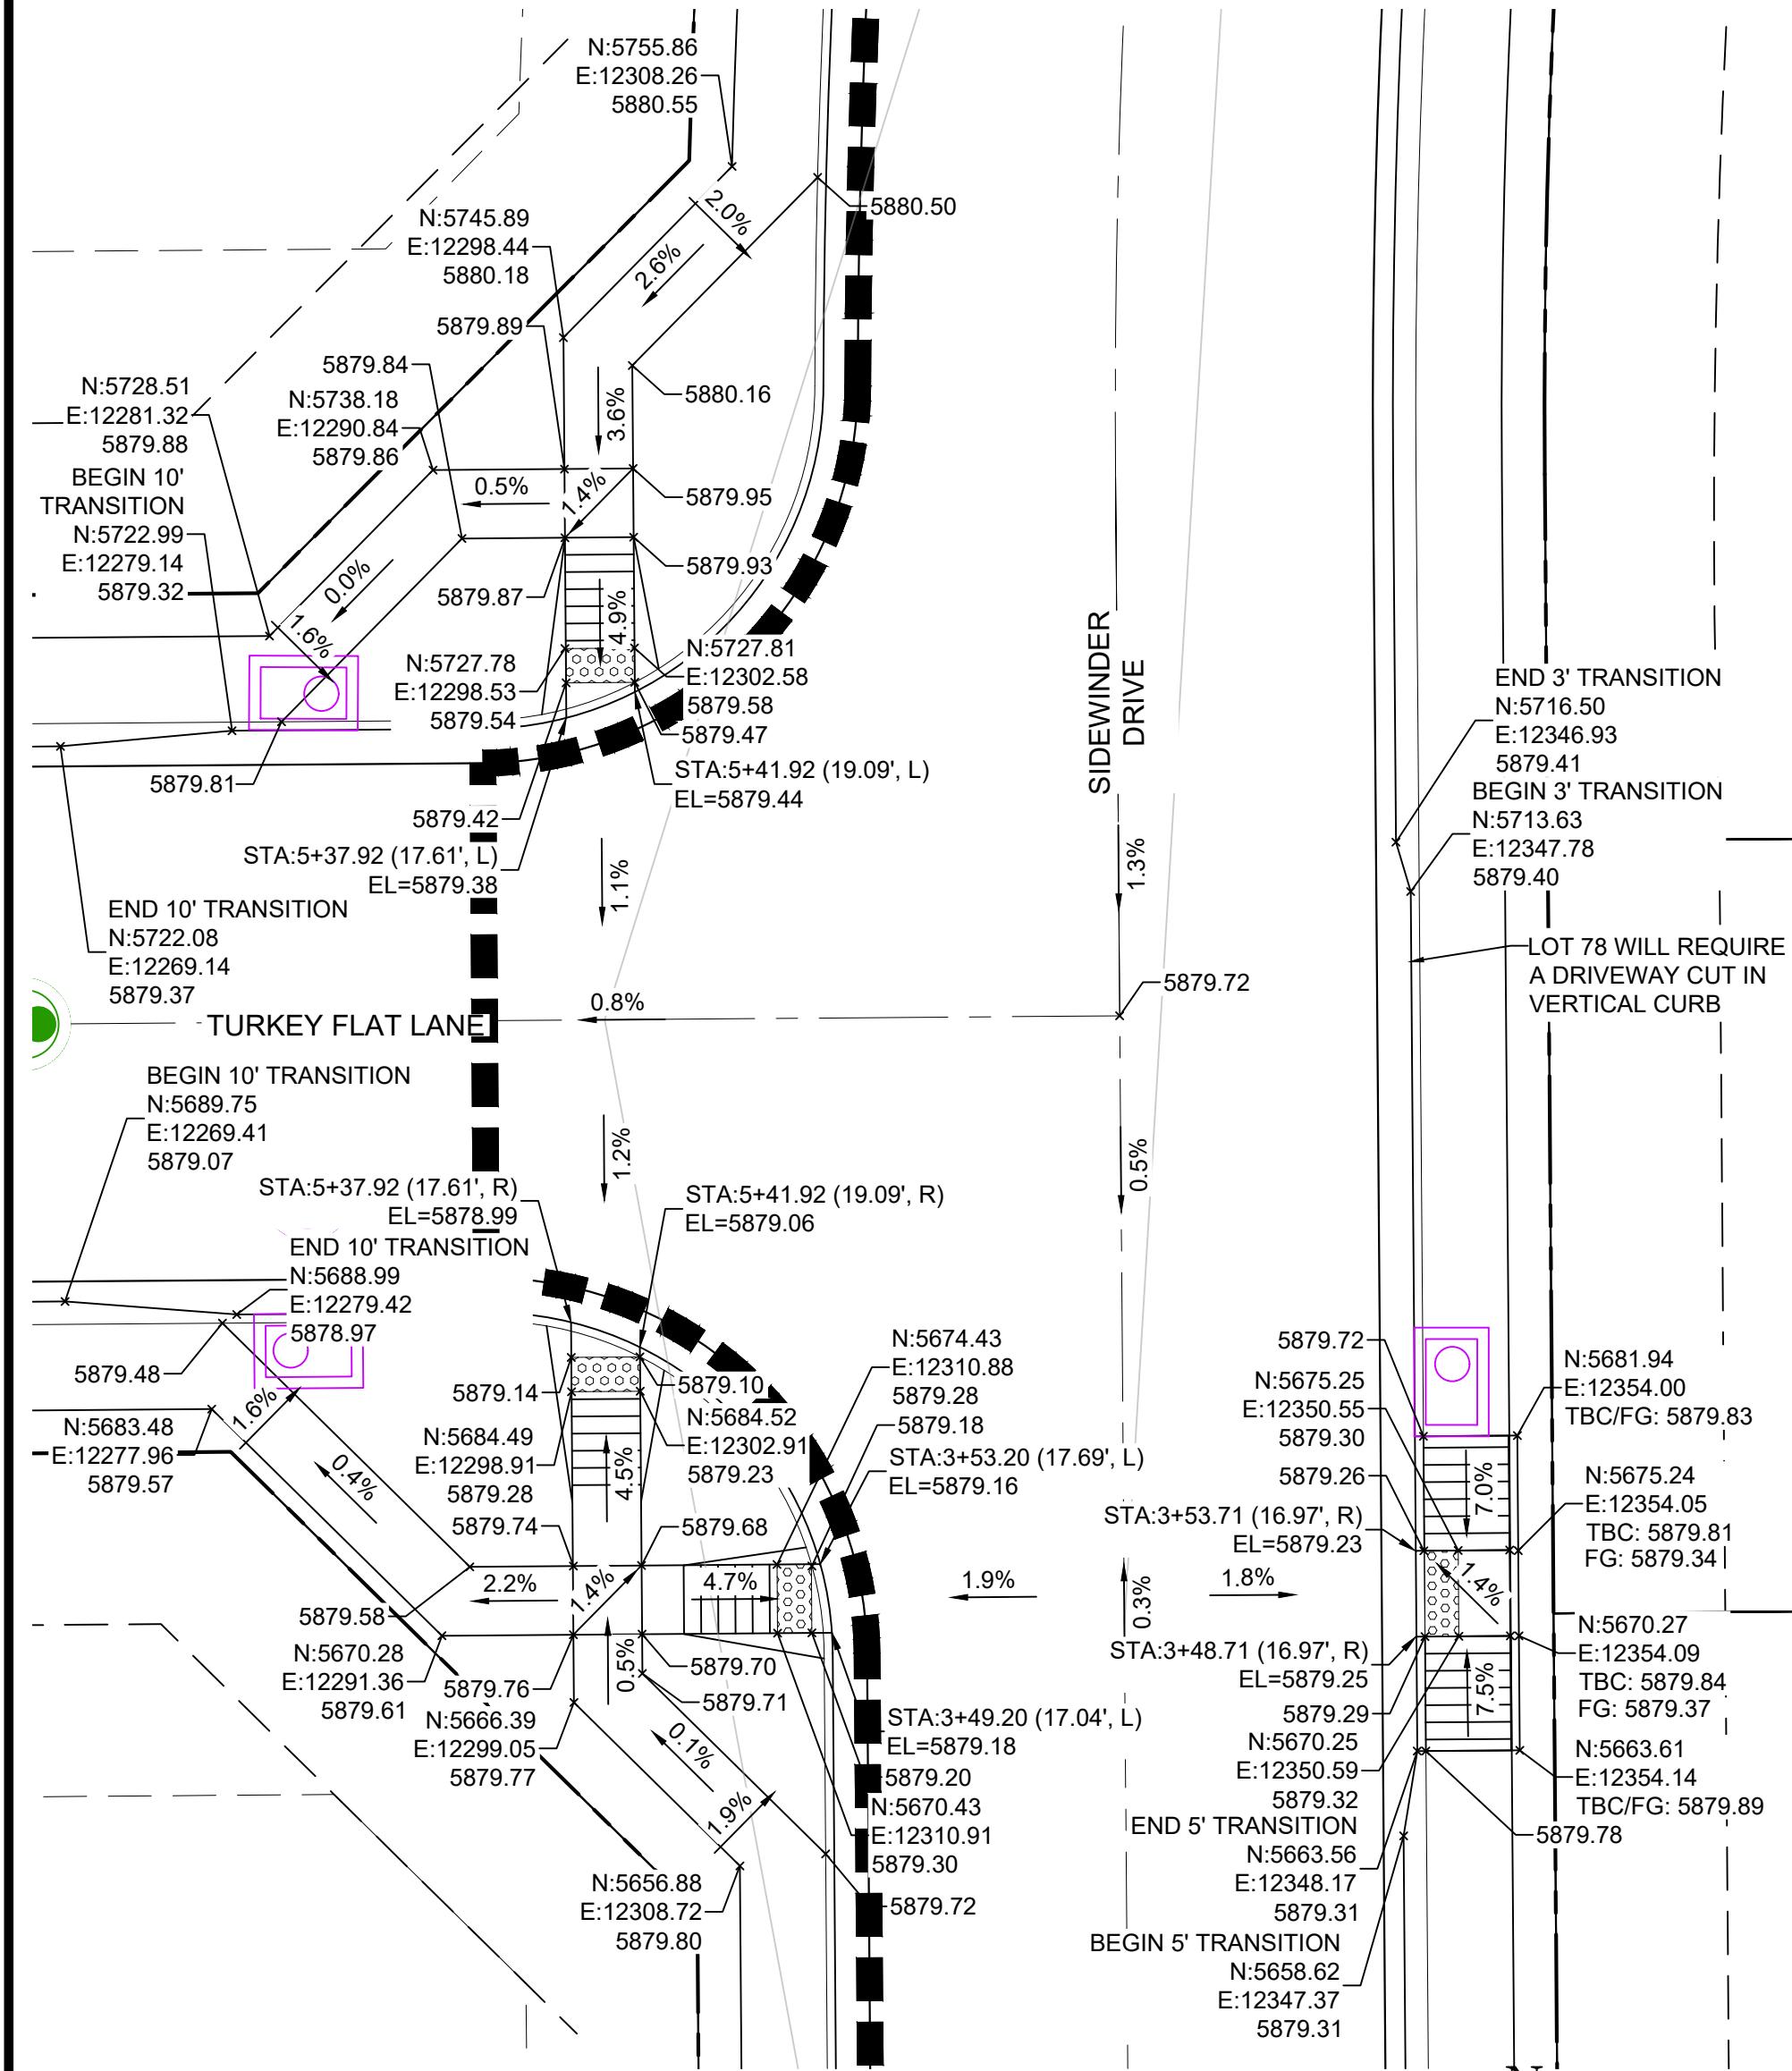 N:5755.86
E:12308.26
5880.55
5880.50
2.0%
2.6%
N:5745.89
E:12298.44
5880.18
5879.89
5879.84
5880.16
3.6%
N:5728.51
E:12281.32
5879.88
N:5738.18
E:12290.84
5879.86
BEGIN 10'
TRANSITION
N:5722.99
E:12279.14
5879.32
0.5%
1.4%
5879.95
5879.93
0.0%
1.6%
5879.87
4.9%
N:5727.78
E:12298.53
5879.54
N:5727.81
E:12302.58
5879.58
5879.47
STA:5+41.92 (19.09', L)
EL=5879.44
5879.81
5879.42
STA:5+37.92 (17.61', L)
EL=5879.38
END 10' TRANSITION
N:5722.08
E:12269.14
5879.37
1.1%
SIDEWINDER
DRIVE
1.3%
END 3' TRANSITION
N:5716.50
E:12346.93
5879.41
BEGIN 3' TRANSITION
N:5713.63
E:12347.78
5879.40
LOT 78 WILL REQUIRE
A DRIVEWAY CUT IN
VERTICAL CURB
5879.72
0.8%
TURKEY FLAT LANE
BEGIN 10' TRANSITION
N:5689.75
E:12269.41
5879.07
1.2%
0.5%
STA:5+37.92 (17.61', R)
EL=5878.99
STA:5+41.92 (19.09', R)
EL=5879.06
END 10' TRANSITION
N:5688.99
E:12279.42
5878.97
5879.48
5879.14
5879.10
N:5674.43
E:12310.88
5879.28
5879.18
STA:3+53.20 (17.69', L)
EL=5879.16
N:5683.48
E:12277.96
5879.57
1.6%
0.4%
N:5684.49
E:12298.91
5879.28
N:5684.52
E:12302.91
5879.23
4.5%
5879.74
5879.68
5879.72
N:5675.25
E:12350.55
5879.30
5879.26
STA:3+53.71 (16.97', R)
EL=5879.23
N:5681.94
E:12354.00
TBC/FG: 5879.83
7.0%
N:5675.24
E:12354.05
TBC: 5879.81
FG: 5879.34
2.2%
1.4%
4.7%
1.9%
0.3%
1.8%
1.4%
5879.58
N:5670.28
E:12291.36
5879.61
5879.76
0.5%
5879.70
5879.71
STA:3+48.71 (16.97', R)
EL=5879.25
N:5670.27
E:12354.09
TBC: 5879.84
FG: 5879.37
7.5%
N:5666.39
E:12299.05
5879.77
0.1%
1.9%
STA:3+49.20 (17.04', L)
EL=5879.18
5879.20
N:5670.43
E:12310.91
5879.30
5879.29
N:5670.25
E:12350.59
5879.32
N:5663.61
E:12354.14
TBC/FG: 5879.89
5879.78
END 5' TRANSITION
N:5663.56
E:12348.17
5879.31
N:5656.88
E:12308.72
5879.80
5879.72
BEGIN 5' TRANSITION
N:5658.62
E:12347.37
5879.31